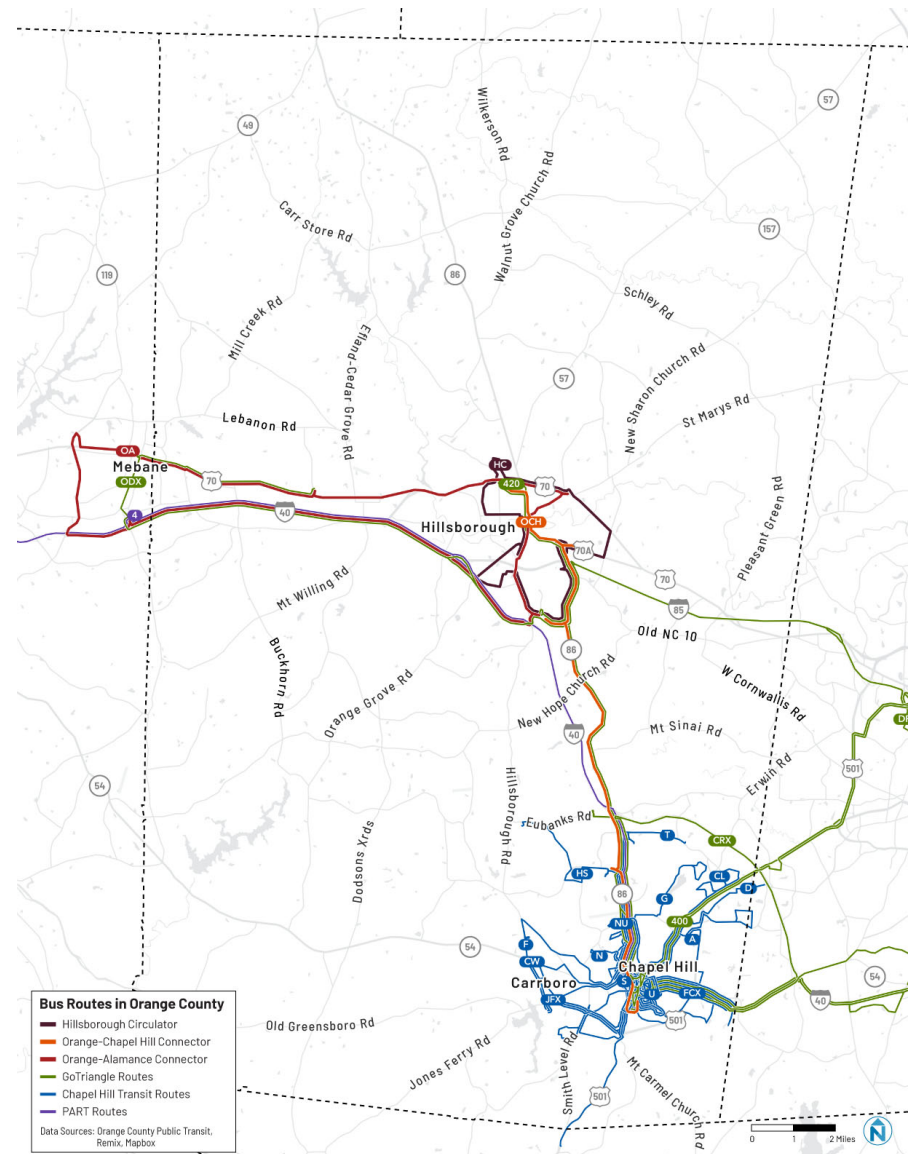 57
49
Wilkerson Rd
Walnut Grove Church Rd
Carr Store Rd
157
119
86
Schley Rd
Mill Creek Rd
Efland-Cedar Grove Rd
57
New Sharon Church Rd
St Marys Rd
Lebanon Rd
OA
Mebane
HC
70
ODX
70
420
Pleasant Green Rd
4
40
Hillsborough
OCH
70A
70
Mt Willing Rd
85
Old NC 10
Buckhorn Rd
86
W Cornwallis Rd
Orange Grove Rd
New Hope Church Rd
40
Mt Sinai Rd
501
54
Erwin Rd
Hillsborough Rd
Eubanks Rd
T
CRX
Dodsons Xrds
HS
CL
86
G
D
NU
400
F
54
A
CW
N
Chapel Hill
54
Carrboro
S
U
FCX
JFX
40
501
Old Greensboro Rd
Jones Ferry Rd
Smith Level Rd
Mt Carmel Church Rd
501
Bus Routes in Orange County
Hillsborough Circulator
Orange-Chapel Hill Connector
Orange-Alamance Connector
GoTriangle Routes
Chapel Hill Transit Routes
PART Routes
Data Sources: Orange County Public Transit,
Remix, Mapbox
0 1 2 Miles
N